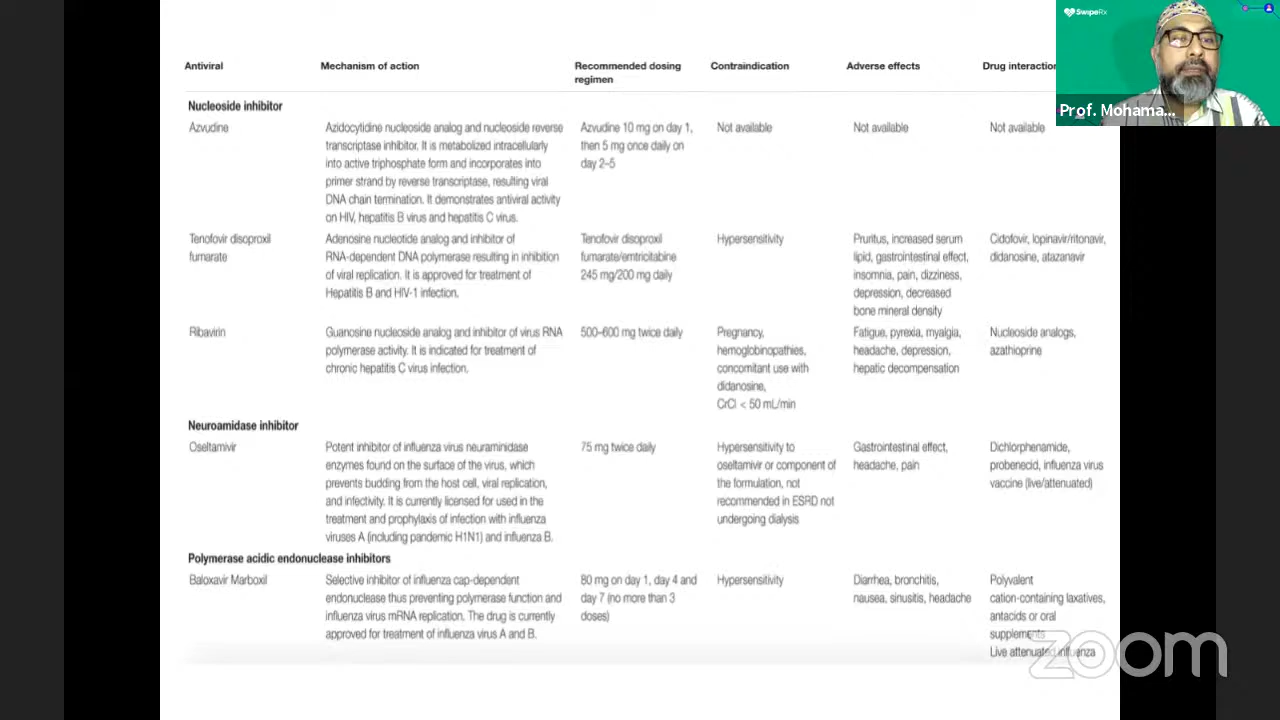 SwipeRx
Prof. Mohama...
Antiviral
Mechanism of action
Recommended dosing
regimen
Contraindication
Adverse effects
Drug interaction
Nucleoside inhibitor
Azvudine
Azidocytidine nucleoside analog and nucleoside reverse
transcriptase inhibitor. It is metabolized intracellularly
into active triphosphate form and incorporates into
primer strand by reverse transcriptase, resulting viral
DNA chain termination. It demonstrates antiviral activity
on HIV, hepatitis B virus and hepatitis C virus.
Azvudine 10 mg on day 1,
then 5 mg once daily on
day 2–5
Not available
Not available
Not available
Tenofovir disoproxil
fumarate
Adenosine nucleotide analog and inhibitor of
RNA-dependent DNA polymerase resulting in inhibition
of viral replication. It is approved for treatment of
Hepatitis B and HIV-1 infection.
Tenofovir disoproxil
fumarate/emtricitabine
245 mg/200 mg daily
Hypersensitivity
Pruritus, increased serum
lipid, gastrointestinal effect,
insomnia, pain, dizziness,
depression, decreased
bone mineral density
Cidofovir, lopinavir/ritonavir,
didanosine, atazanavir
Ribavirin
Guanosine nucleoside analog and inhibitor of virus RNA
polymerase activity. It is indicated for treatment of
chronic hepatitis C virus infection.
500–600 mg twice daily
Pregnancy,
hemoglobinopathies,
concomitant use with
didanosine,
CrCl < 50 mL/min
Fatigue, pyrexia, myalgia,
headache, depression,
hepatic decompensation
Nucleoside analogs,
azathioprine
Neuroamidase inhibitor
Oseltamivir
Potent inhibitor of influenza virus neuraminidase
enzymes found on the surface of the virus, which
prevents budding from the host cell, viral replication,
and infectivity. It is currently licensed for used in the
treatment and prophylaxis of infection with influenza
viruses A (including pandemic H1N1) and influenza B.
75 mg twice daily
Hypersensitivity to
oseltamivir or component of
the formulation, not
recommended in ESRD not
undergoing dialysis
Gastrointestinal effect,
headache, pain
Dichlorphenamide,
probenecid, influenza virus
vaccine (live/attenuated)
Polymerase acidic endonuclease inhibitors
Baloxavir Marboxil
Selective inhibitor of influenza cap-dependent
endonuclease thus preventing polymerase function and
influenza virus mRNA replication. The drug is currently
approved for treatment of influenza virus A and B.
80 mg on day 1, day 4 and
day 7 (no more than 3
doses)
Hypersensitivity
Diarrhea, bronchitis,
nausea, sinusitis, headache
Polyvalent
cation-containing laxatives,
antacids or oral
supplements
Live attenuated influenza
zoom